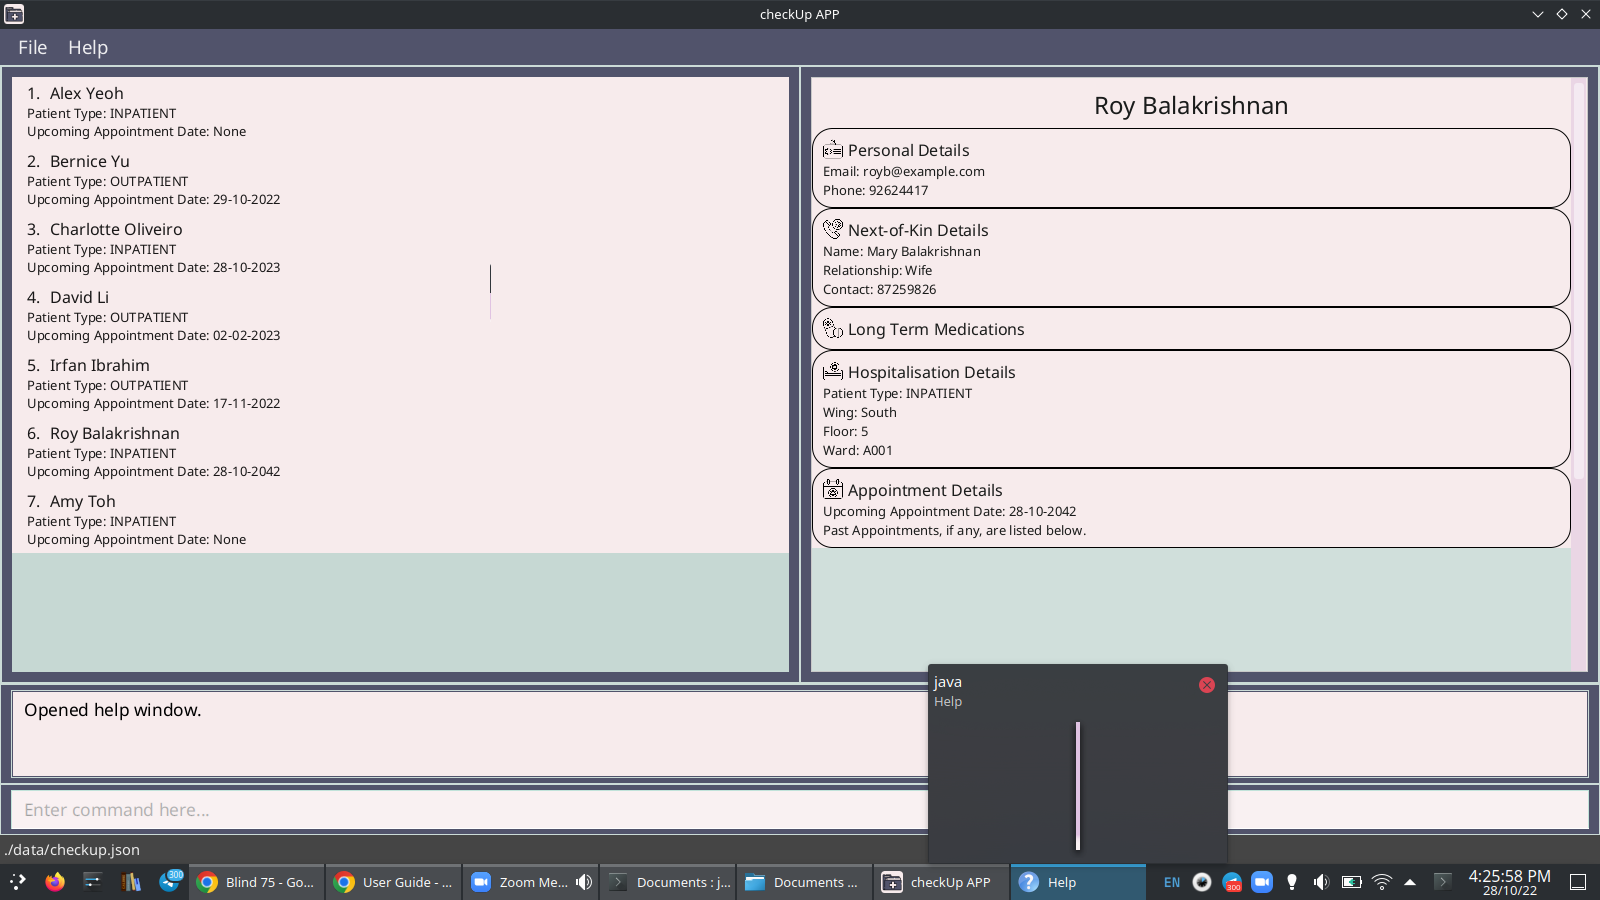 checkUp APP
File Help
1. Alex Yeoh
Patient Type: INPATIENT
Upcoming Appointment Date: None
2. Bernice Yu
Patient Type: OUTPATIENT
Upcoming Appointment Date: 29-10-2022
3. Charlotte Oliveiro
Patient Type: INPATIENT
Upcoming Appointment Date: 28-10-2023
4. David Li
Patient Type: OUTPATIENT
Upcoming Appointment Date: 02-02-2023
5. Irfan Ibrahim
Patient Type: OUTPATIENT
Upcoming Appointment Date: 17-11-2022
6. Roy Balakrishnan
Patient Type: INPATIENT
Upcoming Appointment Date: 28-10-2042
7. Amy Toh
Patient Type: INPATIENT
Upcoming Appointment Date: None
Roy Balakrishnan
Personal Details
Email: royb@example.com
Phone: 92624417
Next-of-Kin Details
Name: Mary Balakrishnan
Relationship: Wife
Contact: 87259826
Long Term Medications
Hospitalisation Details
Patient Type: INPATIENT
Wing: South
Floor: 5
Ward: A001
Appointment Details
Upcoming Appointment Date: 28-10-2042
Past Appointments, if any, are listed below.
Opened help window.
java
Help
Enter command here...
./data/checkup.json
300 Blind 75 - Go... User Guide - ... Zoom Me... Documents : j... Documents ... checkUp APP Help EN 300 4:25:58 PM
28/10/22